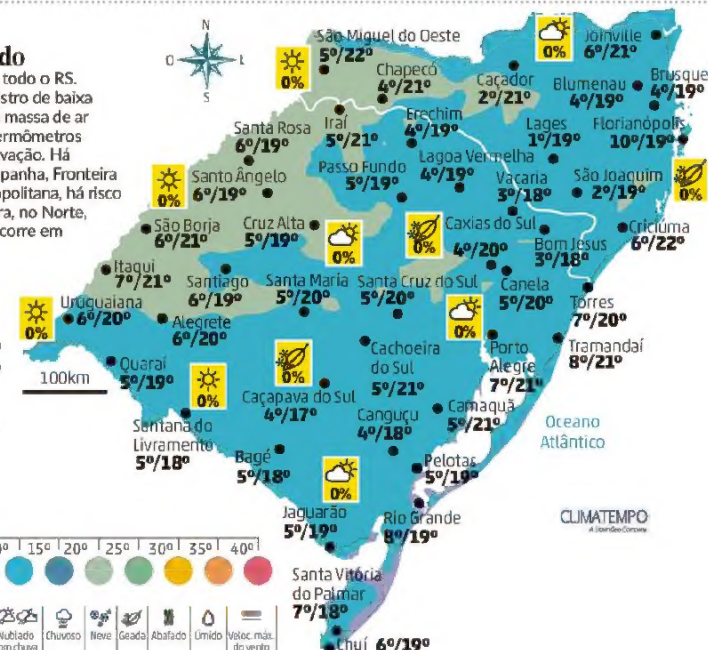 do
todo o RS.
stro de baixa
massa de ar
ermômetros
vação. Há
panha, Fronteira
opolitana, há risco
ra, no Norte,
corre em
N
O
L
S
0%
São Miguel do Oeste
5º/22º
0%
Joinville
6º/21º
Chapecó
4º/21º
Caçador
2º/21º
Blumenau
4º/19º
Brusque
4º/19º
Santa Rosa
6º/19º
Iraí
5º/21º
Erechim
4º/19º
Lages
1º/19º
Florianópolis
10º/19º
0%
Santo Ângelo
6º/19º
Passo Fundo
5º/19º
Lagoa Vermelha
4º/19º
Vacaria
3º/18º
São Joaquim
2º/19º
0%
São Borja
6º/21º
Cruz Alta
5º/19º
0%
0%
Caxias do Sul
4º/20º
Bom Jesus
3º/18º
Criciúma
6º/22º
Itaqui
7º/21º
Santiago
6º/19º
Santa Maria
5º/20º
Santa Cruz do Sul
5º/20º
Canela
5º/20º
Torres
7º/20º
0%
Uruguaiana
6º/20º
Alegrete
6º/20º
0%
Cachoeira
do Sul
5º/21º
Porto
Alegre
7º/21º
Tramandaí
8º/21º
Quaraí
5º/19º
100km
0%
0%
Caçapava do Sul
4º/17º
Canguçu
4º/18º
Camaquã
5º/21º
Oceano
Atlântico
Santana do
Livramento
5º/18º
Bagé
5º/18º
0%
Pelotas
5º/19º
Jaguarão
5º/19º
Rio Grande
8º/19º
CLIMATEMPO
15º 20º 25º 30º 35º 40º
Santa Vitória
do Palmar
7º/18º
Nublado
com chuva
Chuvoso
Neve
Geada
Abafado
Úmido
Veloc. máx.
do vento
Chuí 6º/19º